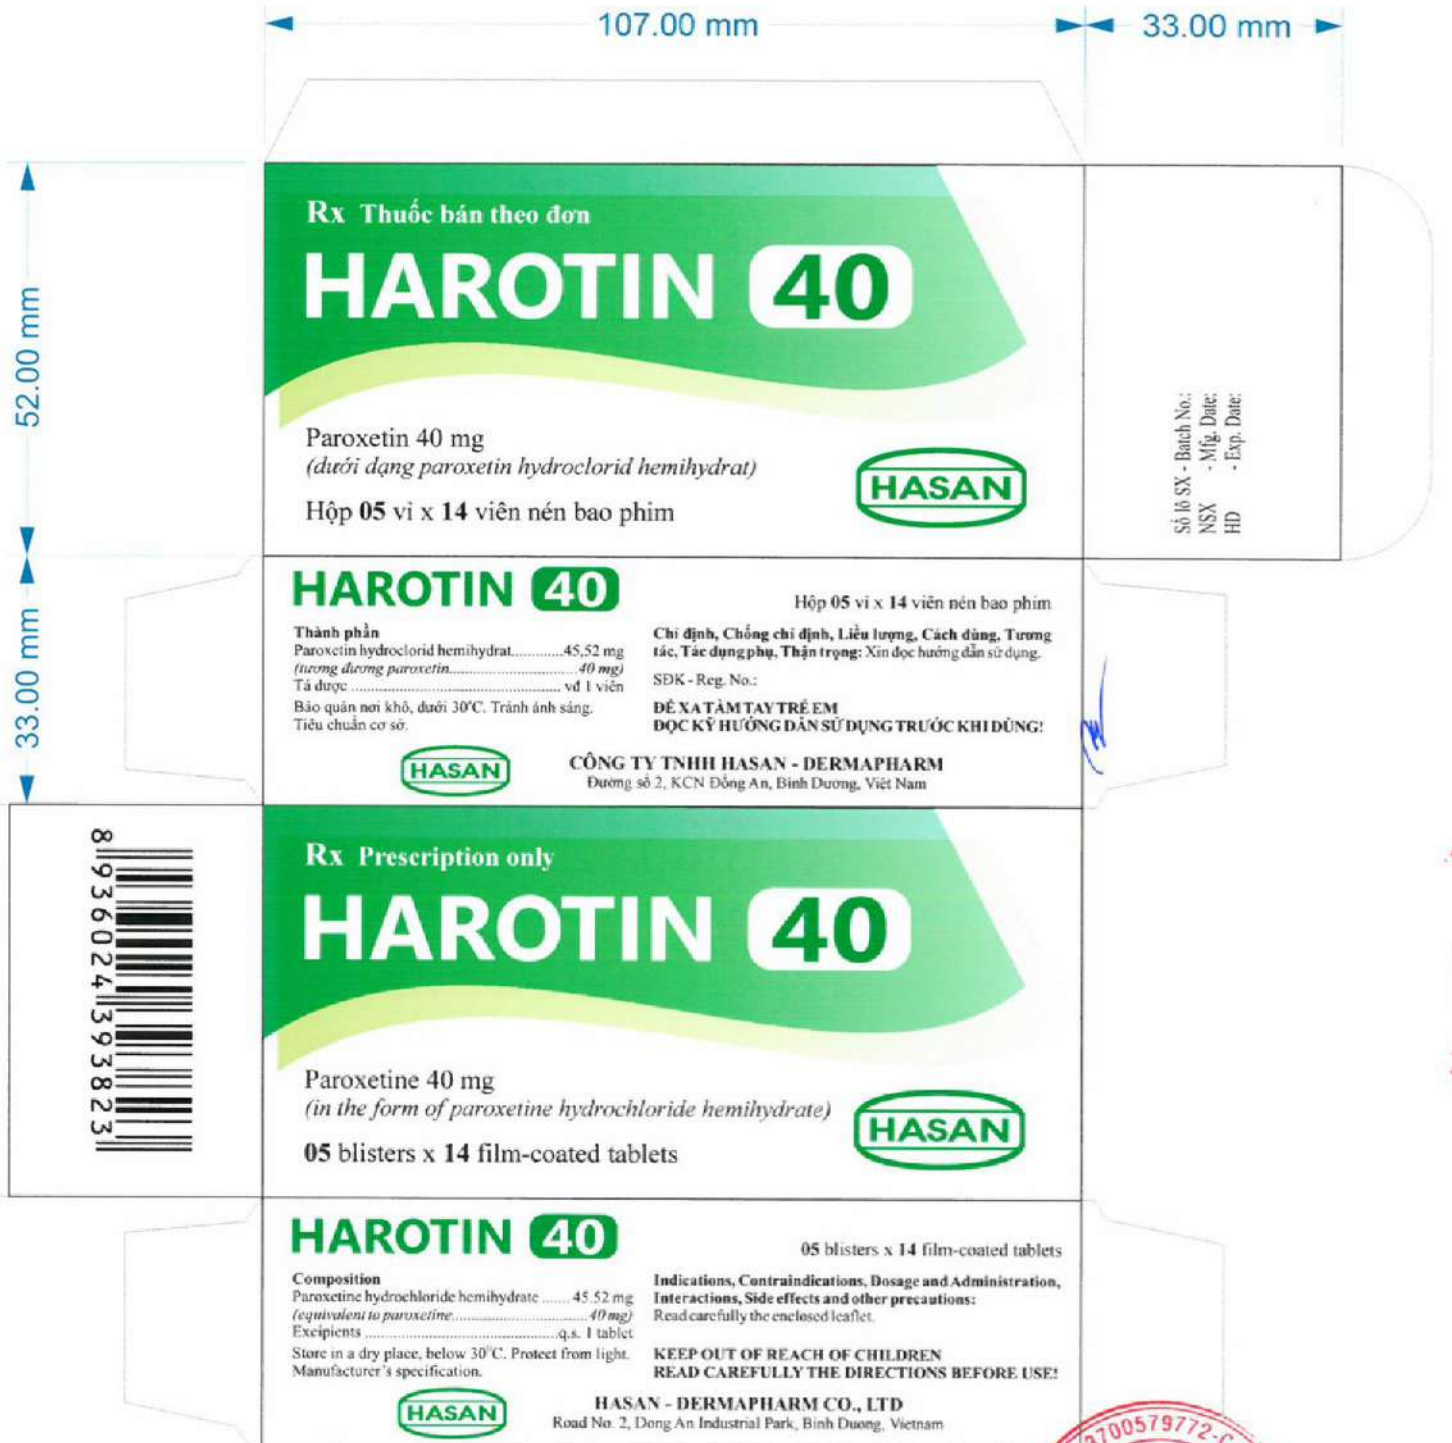 107.00 mm
33.00 mm
52.00 mm
33.00 mm
Rx Thuốc bán theo đơn
HAROTIN 40
Paroxetin 40 mg
(dưới dạng paroxetin hydroclorid hemihydrat)
Hộp 05 vỉ x 14 viên nén bao phim
HASAN
Số lô SX - Batch No.:
NSX - Mfg. Date:
HD - Exp. Date:
HAROTIN 40
Hộp 05 vỉ x 14 viên nén bao phim
Thành phần
Paroxetin hydroclorid hemihydrat............45,52 mg
(tương đương paroxetin.......................40 mg)
Tá dược ........................................ vđ 1 viên
Bảo quản nơi khô, dưới 30°C. Tránh ánh sáng.
Tiêu chuẩn cơ sở.
Chỉ định, Chống chỉ định, Liều lượng, Cách dùng, Tương
tác, Tác dụng phụ, Thận trọng: Xin đọc hướng dẫn sử dụng.
SĐK - Reg. No.:
ĐỂ XA TẦM TAY TRẺ EM
ĐỌC KỸ HƯỚNG DẪN SỬ DỤNG TRƯỚC KHI DÙNG!
HASAN
CÔNG TY TNHH HASAN - DERMAPHARM
Đường số 2, KCN Đồng An, Bình Dương, Việt Nam
8 936024 393823
Rx Prescription only
HAROTIN 40
Paroxetine 40 mg
(in the form of paroxetine hydrochloride hemihydrate)
05 blisters x 14 film-coated tablets
HASAN
HAROTIN 40
05 blisters x 14 film-coated tablets
Composition
Paroxetine hydrochloride hemihydrate ...... 45.52 mg
(equivalent to paroxetine........................40 mg)
Excipients ....................................q.s. 1 tablet
Store in a dry place, below 30°C. Protect from light.
Manufacturer's specification.
Indications, Contraindications, Dosage and Administration,
Interactions, Side effects and other precautions:
Read carefully the enclosed leaflet.
KEEP OUT OF REACH OF CHILDREN
READ CAREFULLY THE DIRECTIONS BEFORE USE!
HASAN
HASAN - DERMAPHARM CO., LTD
Road No. 2, Dong An Industrial Park, Binh Duong, Vietnam
3700579772-C